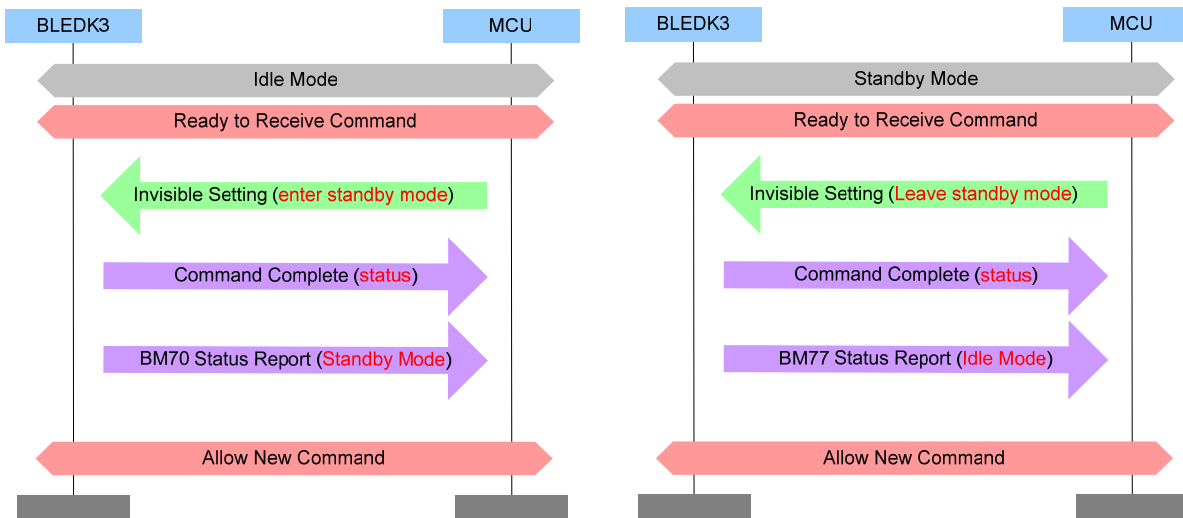 BLEDK3
MCU
Idle Mode
Ready to Receive Command
Invisible Setting (enter standby mode)
Command Complete (status)
BM70 Status Report (Standby Mode)
Allow New Command
BLEDK3
MCU
Standby Mode
Ready to Receive Command
Invisible Setting (Leave standby mode)
Command Complete (status)
BM77 Status Report (Idle Mode)
Allow New Command